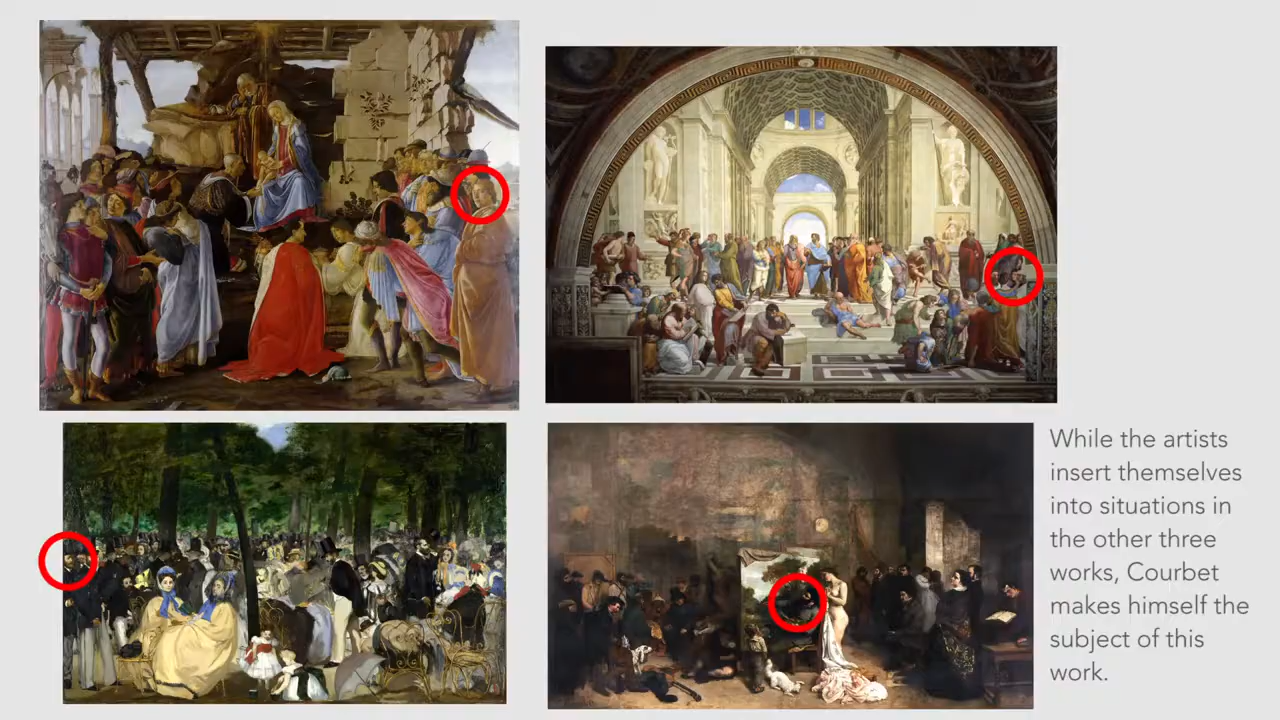 While the artists
insert themselves
into situations in
the other three
works, Courbet
makes himself the
subject of this
work.